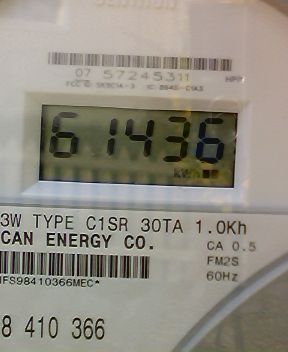 07 57245311
61436
kWh
3W TYPE C1SR 30TA 1.0Kh
CAN ENERGY CO.
CA 0.5
FM2S
60Hz
IFS98410366MEC*
8 410 366